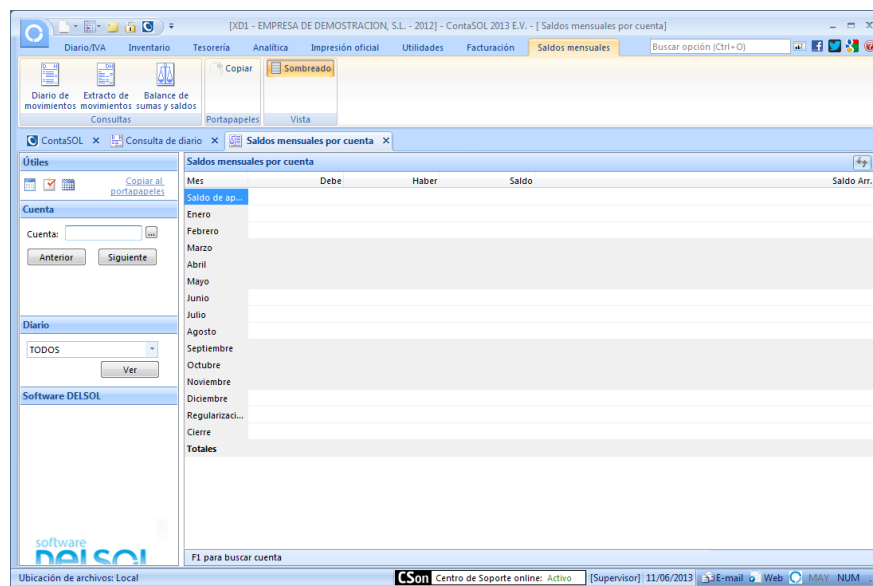 [XD1 - EMPRESA DE DEMOSTRACION, S.L. - 2012] - ContaSOL 2013 E.V. - [ Saldos mensuales por cuenta]
Diario/IVA Inventario Tesorería Analítica Impresión oficial Utilidades Facturación Saldos mensuales Buscar opción (Ctrl+O)
Diario de movimientos
Extracto de movimientos
Balance de sumas y saldos
Consultas
Copiar
Portapapeles
Sombreado
Vista
ContaSOL Consulta de diario Saldos mensuales por cuenta
Útiles
Copiar al
portapapeles
Cuenta
Cuenta: ...
Anterior Siguiente
Diario
TODOS
Ver
Software DELSOL
software
DELSOL
Saldos mensuales por cuenta
Mes Debe Haber Saldo Saldo Arr.
Saldo de ap...
Enero
Febrero
Marzo
Abril
Mayo
Junio
Julio
Agosto
Septiembre
Octubre
Noviembre
Diciembre
Regularizaci...
Cierre
Totales
F1 para buscar cuenta
Ubicación de archivos: Local CSon Centro de Soporte online: Activo [Supervisor] 11/06/2013 E-mail Web MAY NUM